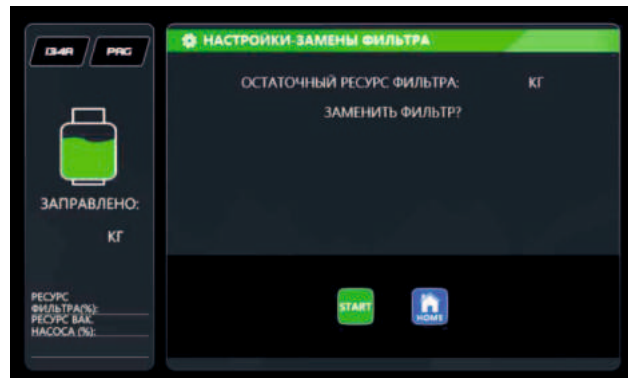 134A PAG
ЗАПРАВЛЕНО:
КГ
РЕСУРС
ФИЛЬТРА(%):
РЕСУРС ВАК.
НАСОСА (%):
НАСТРОЙКИ-ЗАМЕНЫ ФИЛЬТРА
ОСТАТОЧНЫЙ РЕСУРС ФИЛЬТРА: КГ
ЗАМЕНИТЬ ФИЛЬТР?
START
HOME